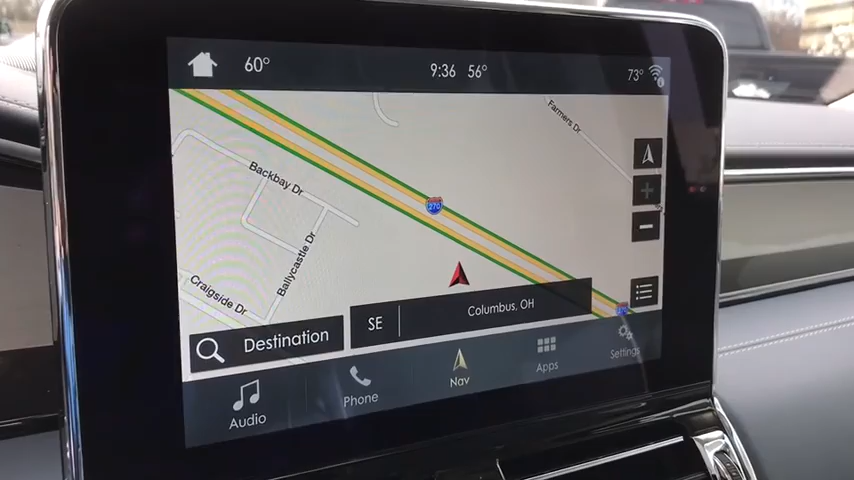 60°
9:36 56°
73°
Farmers Dr
Backbay Dr
270
Ballycastle Dr
Craigside Dr
270
Destination
SE
Columbus, OH
Audio
Phone
Nav
Apps
Settings